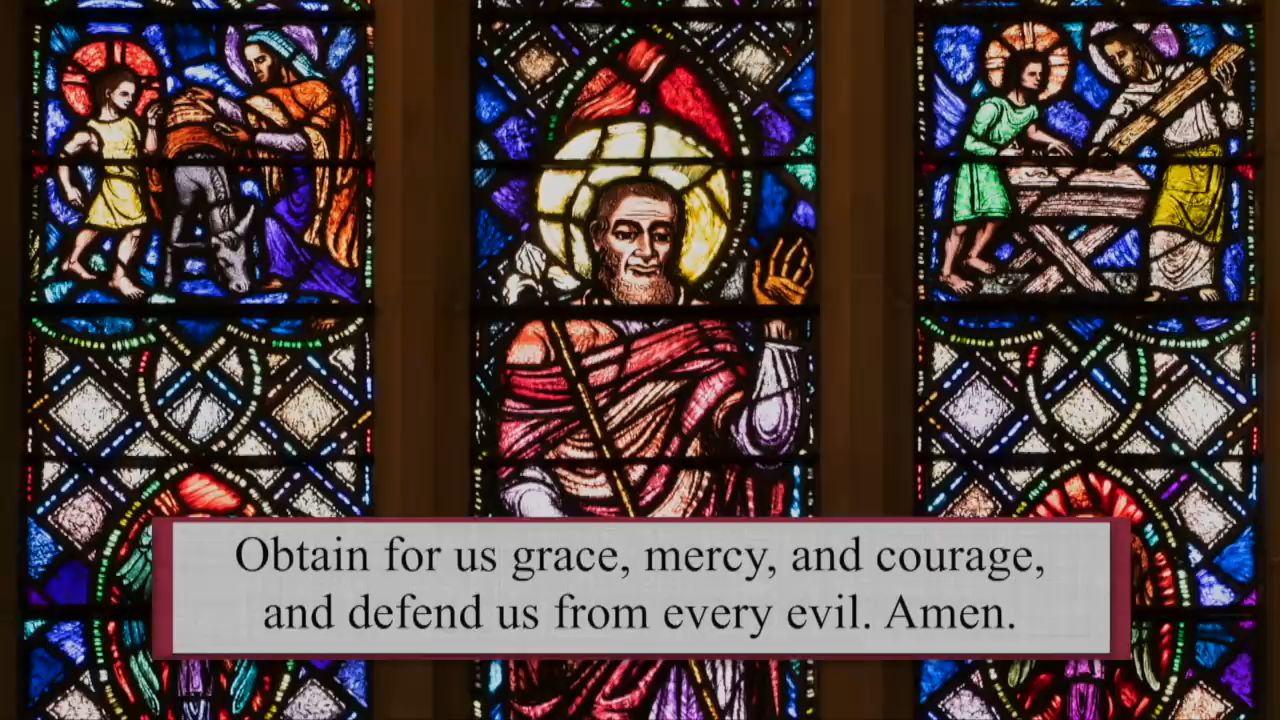 Obtain for us grace, mercy, and courage,
and defend us from every evil. Amen.